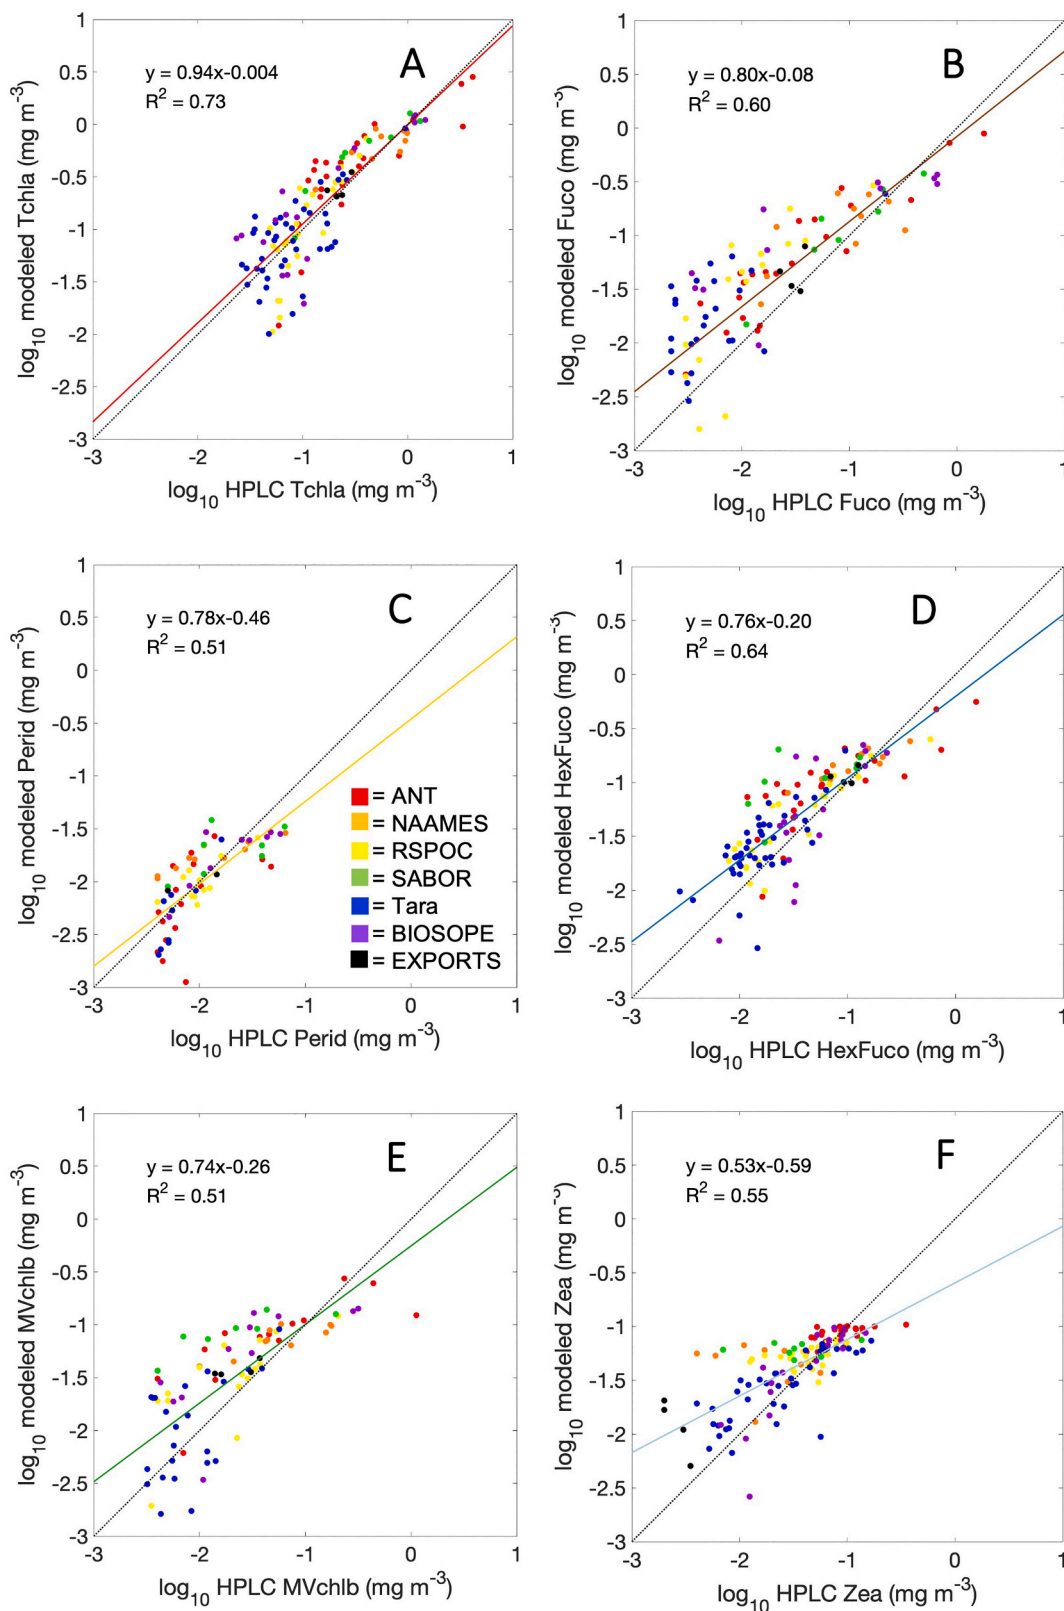 A
y = 0.94x-0.004
R² = 0.73
1
0.5
0
-0.5
-1
-1.5
-2
-2.5
-3
-3
-2
-1
0
1
log₁₀ modeled Tchla (mg m⁻³)
log₁₀ HPLC Tchla (mg m⁻³)
B
y = 0.80x-0.08
R² = 0.60
1
0.5
0
-0.5
-1
-1.5
-2
-2.5
-3
-3
-2
-1
0
1
log₁₀ modeled Fuco (mg m⁻³)
log₁₀ HPLC Fuco (mg m⁻³)
C
y = 0.78x-0.46
R² = 0.51
1
0.5
0
-0.5
-1
-1.5
-2
-2.5
-3
-3
-2
-1
0
1
log₁₀ modeled Perid (mg m⁻³)
log₁₀ HPLC Perid (mg m⁻³)
= ANT
= NAAMES
= RSPOC
= SABOR
= Tara
= BIOSOPE
= EXPORTS
D
y = 0.76x-0.20
R² = 0.64
1
0.5
0
-0.5
-1
-1.5
-2
-2.5
-3
-3
-2
-1
0
1
log₁₀ modeled HexFuco (mg m⁻³)
log₁₀ HPLC HexFuco (mg m⁻³)
E
y = 0.74x-0.26
R² = 0.51
1
0.5
0
-0.5
-1
-1.5
-2
-2.5
-3
-3
-2
-1
0
1
log₁₀ modeled MVchlb (mg m⁻³)
log₁₀ HPLC MVchlb (mg m⁻³)
F
y = 0.53x-0.59
R² = 0.55
1
0.5
0
-0.5
-1
-1.5
-2
-2.5
-3
-3
-2
-1
0
1
log₁₀ modeled Zea (mg m⁻³)
log₁₀ HPLC Zea (mg m⁻³)